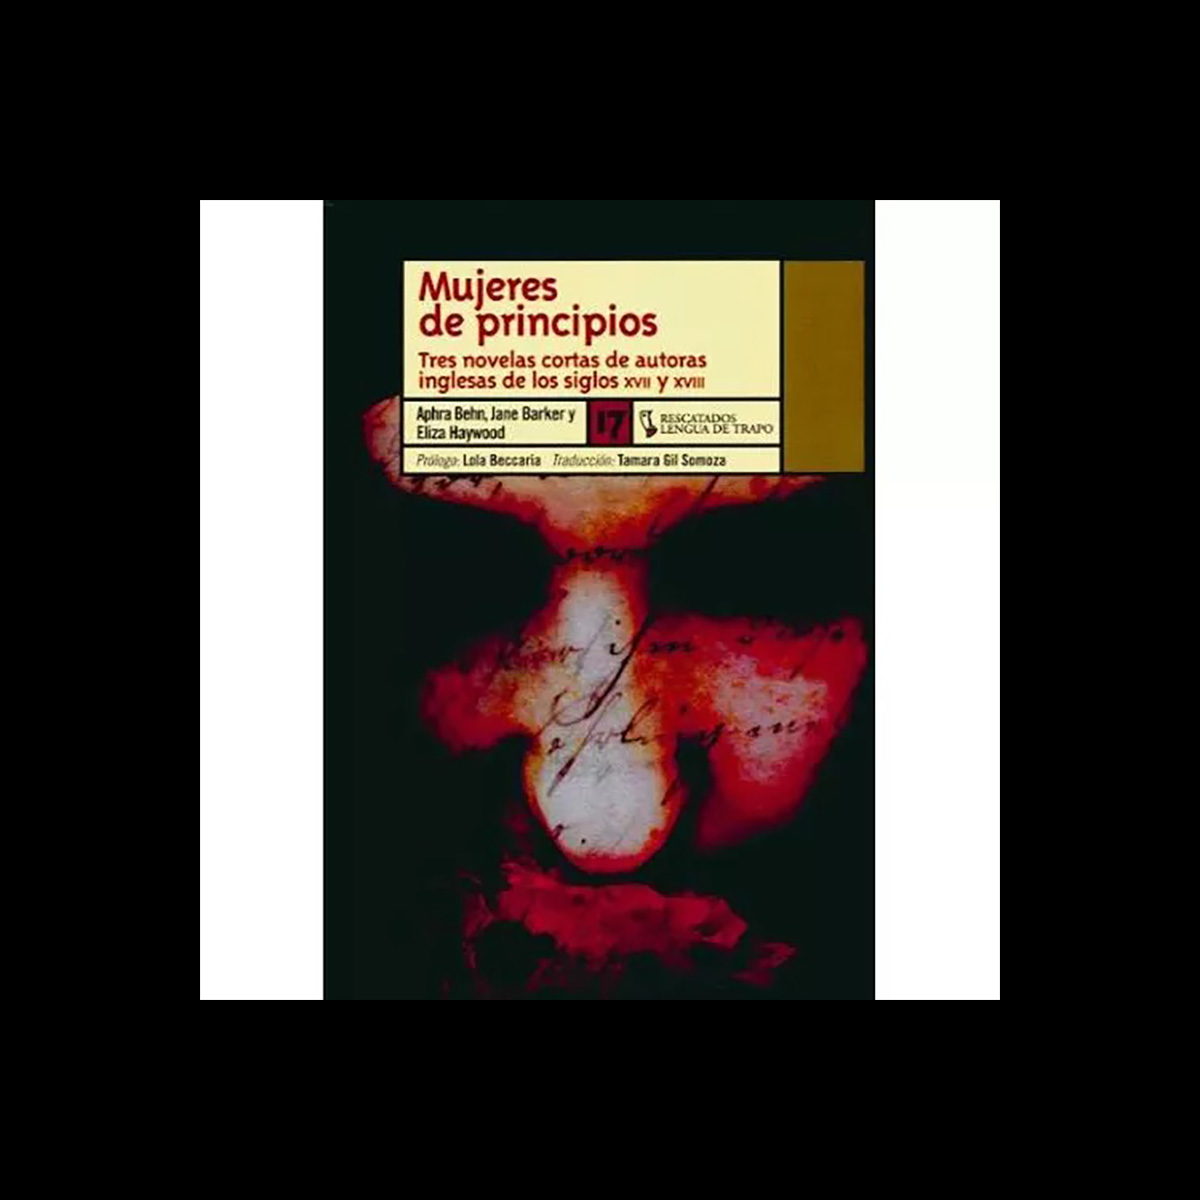 Mujeres
de principios
Tres novelas cortas de autoras
inglesas de los siglos XVII y XVIII
Aphra Behn, Jane Barker y
Eliza Haywood
17
RESCATADOS
LENGUA DE TRAPO
Prólogo: Lola Beccaria Traducción: Tamara Gil Somoza